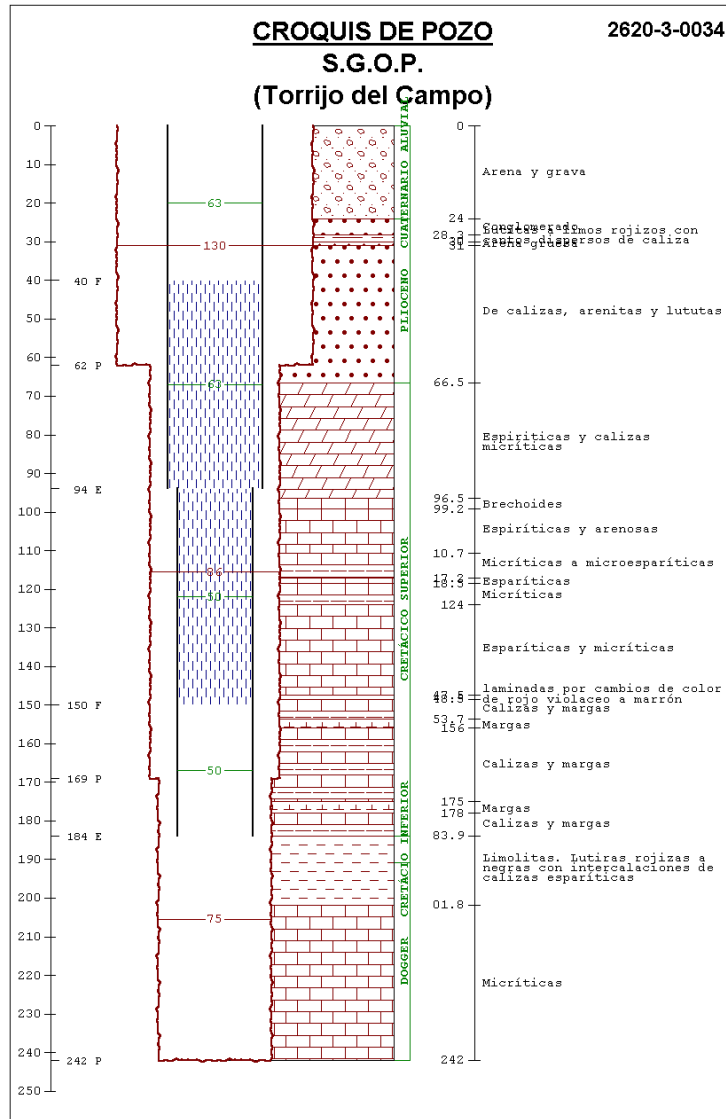 CROQUIS DE POZO
2620-3-0034
S.G.O.P.
(Torrijo del Campo)
0
10
20
30
40
50
60
70
80
90
100
110
120
130
140
150
160
170
180
190
200
210
220
230
240
250
40 F
62 P
94 E
150 F
169 P
184 E
242 P
63
130
63
86
50
50
75
CUATERNARIO ALUVIAL
PLIOCENO
CRETÁCICO SUPERIOR
CRETÁCIO INFERIOR
DOGGER
0
Arena y grava
24
Conglomerado
28.3
Lutitas a limos rojizos con
cantos dispersos de caliza
30
31
Arena gruesa
De calizas, arenitas y lututas
66.5
Espiríticas y calizas
micríticas
96.5
Brechoides
99.2
Espiríticas y arenosas
10.7
Micríticas a microesparíticas
17.2
Esparíticas
18.5
Micríticas
124
Esparíticas y micríticas
47.5
laminadas por cambios de color
48.5
de rojo violaceo a marrón
Calizas y margas
53.7
Margas
156
Calizas y margas
175
Margas
178
Calizas y margas
83.9
Limolitas. Lutiras rojizas a
negras con intercalaciones de
calizas esparíticas
01.8
Micríticas
242